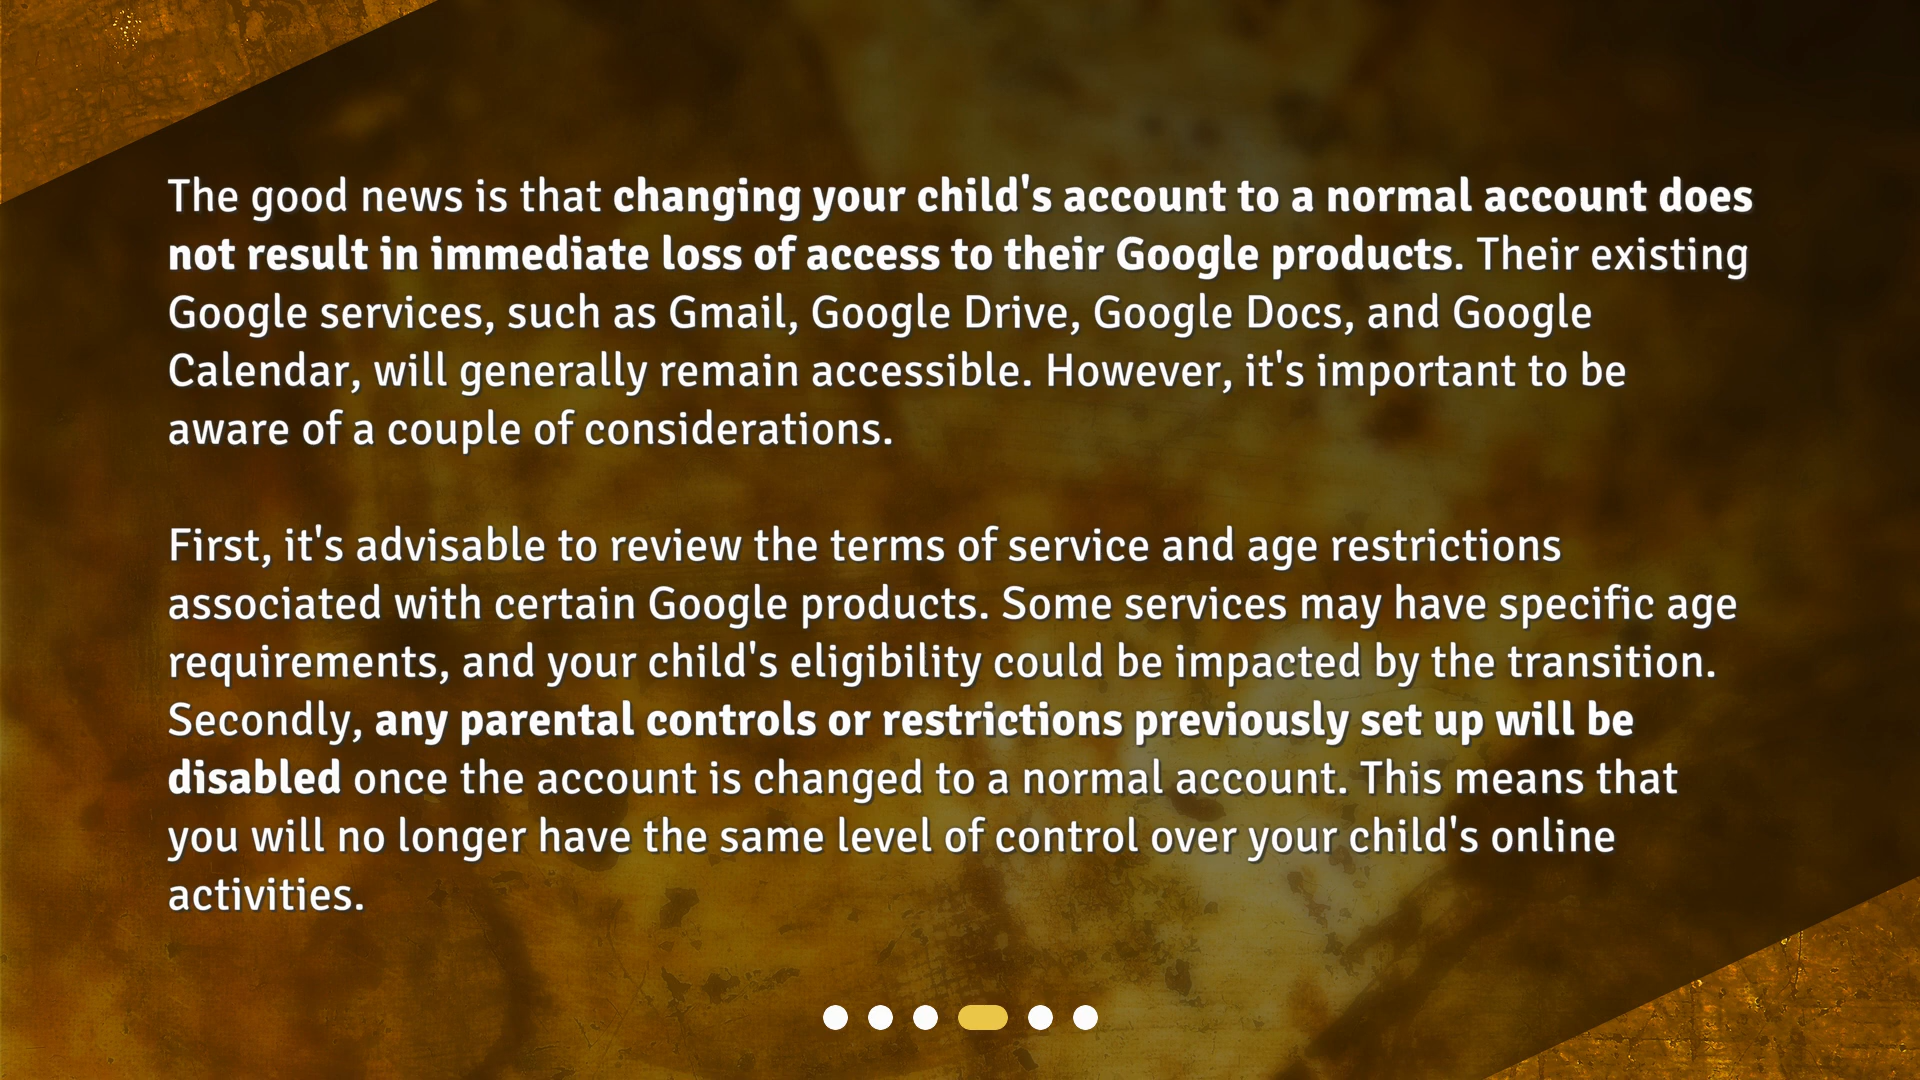 The good news is that changing your child's account to a normal account does
not result in immediate loss of access to their Google products. Their existing
Google services, such as Gmail, Google Drive, Google Docs, and Google
Calendar, will generally remain accessible. However, it's important to be
aware of a couple of considerations.
First, it's advisable to review the terms of service and age restrictions
associated with certain Google products. Some services may have specific age
requirements, and your child's eligibility could be impacted by the transition.
Secondly, any parental controls or restrictions previously set up will be
disabled once the account is changed to a normal account. This means that
you will no longer have the same level of control over your child's online
activities.